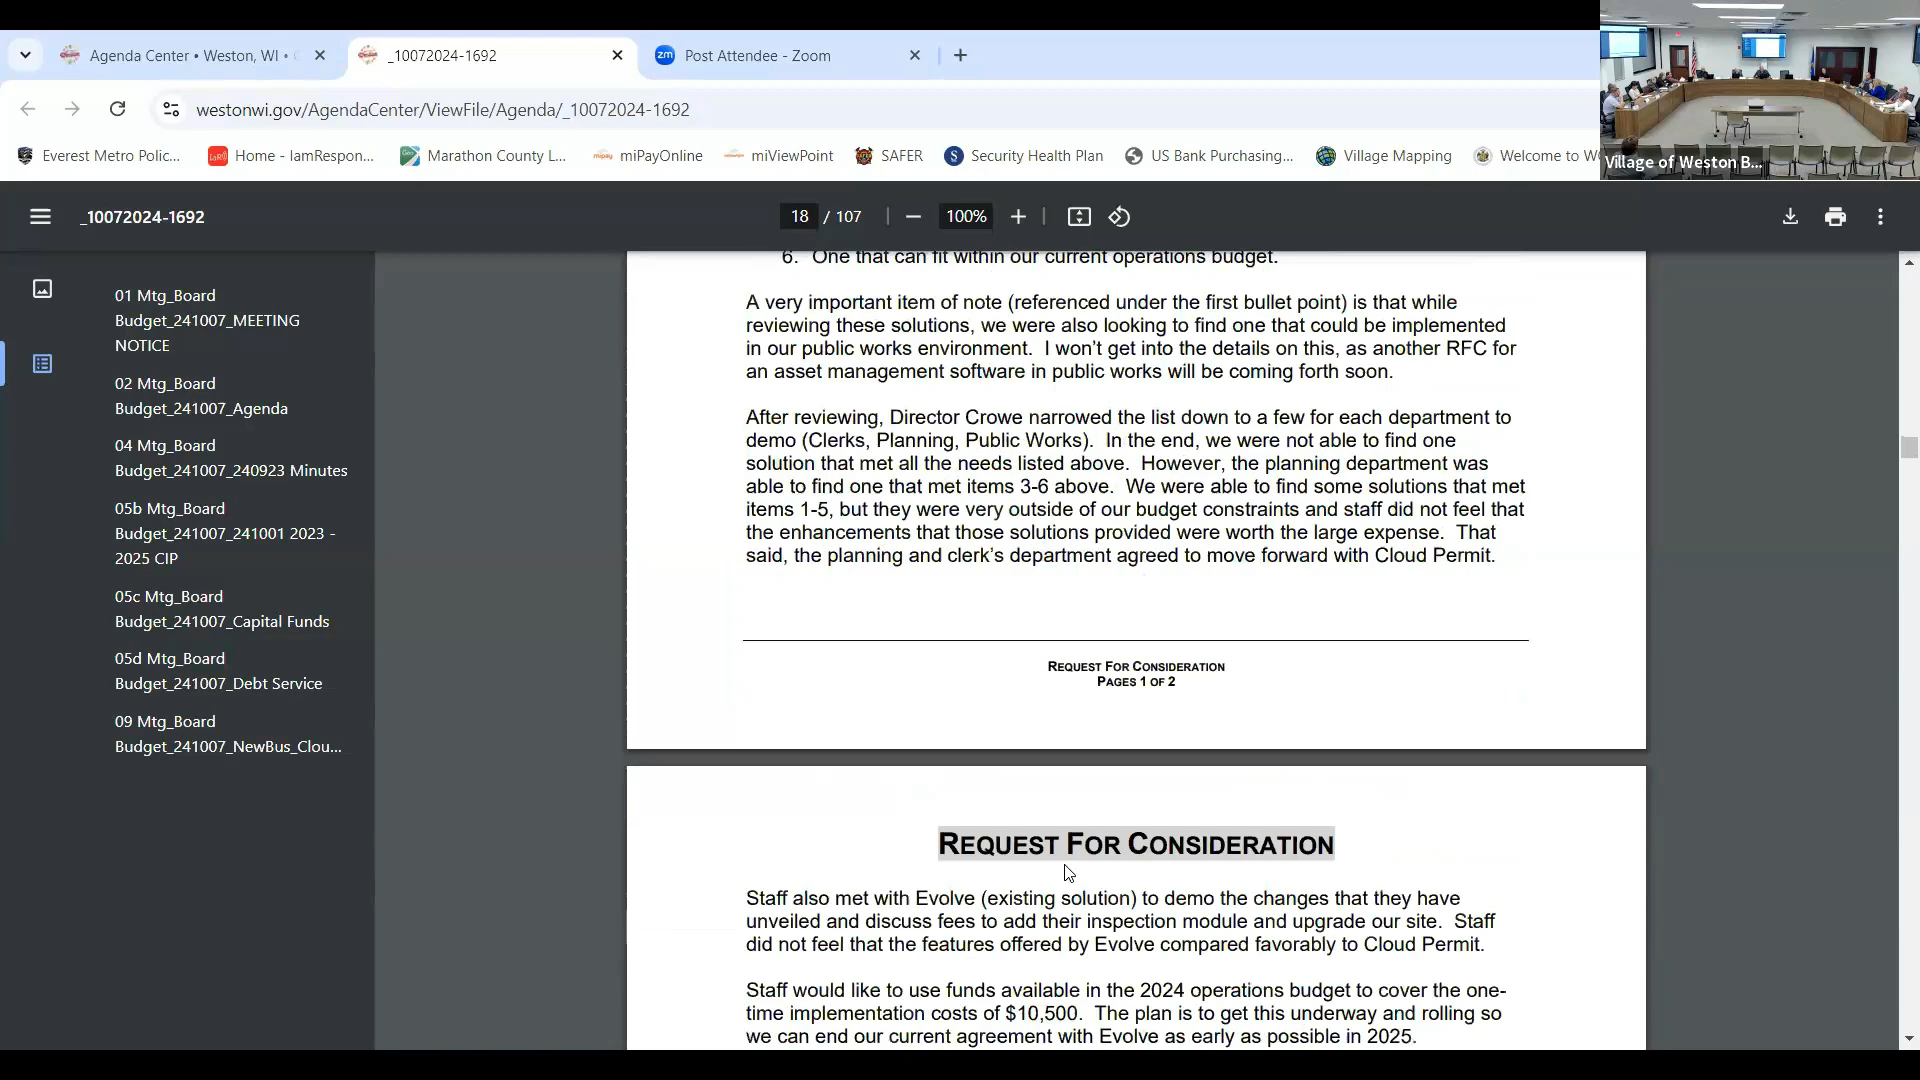 Agenda Center • Weston, WI •
_10072024-1692
zm
Post Attendee - Zoom
westonwi.gov/AgendaCenter/ViewFile/Agenda/_10072024-1692
Everest Metro Polic...
Home - IamRespon...
Marathon County L...
miPayOnline
miViewPoint
SAFER
Security Health Plan
US Bank Purchasing...
Village Mapping
Welcome to W
Village of Weston B...
_10072024-1692
18 / 107
100%
01 Mtg_Board
Budget_241007_MEETING
NOTICE
02 Mtg_Board
Budget_241007_Agenda
04 Mtg_Board
Budget_241007_240923 Minutes
05b Mtg_Board
Budget_241007_241001 2023 -
2025 CIP
05c Mtg_Board
Budget_241007_Capital Funds
05d Mtg_Board
Budget_241007_Debt Service
09 Mtg_Board
Budget_241007_NewBus_Clou...
6. One that can fit within our current operations budget.
A very important item of note (referenced under the first bullet point) is that while
reviewing these solutions, we were also looking to find one that could be implemented
in our public works environment. I won't get into the details on this, as another RFC for
an asset management software in public works will be coming forth soon.
After reviewing, Director Crowe narrowed the list down to a few for each department to
demo (Clerks, Planning, Public Works). In the end, we were not able to find one
solution that met all the needs listed above. However, the planning department was
able to find one that met items 3-6 above. We were able to find some solutions that met
items 1-5, but they were very outside of our budget constraints and staff did not feel that
the enhancements that those solutions provided were worth the large expense. That
said, the planning and clerk's department agreed to move forward with Cloud Permit.
REQUEST FOR CONSIDERATION
PAGES 1 OF 2
REQUEST FOR CONSIDERATION
Staff also met with Evolve (existing solution) to demo the changes that they have
unveiled and discuss fees to add their inspection module and upgrade our site. Staff
did not feel that the features offered by Evolve compared favorably to Cloud Permit.
Staff would like to use funds available in the 2024 operations budget to cover the one-
time implementation costs of $10,500. The plan is to get this underway and rolling so
we can end our current agreement with Evolve as early as possible in 2025.